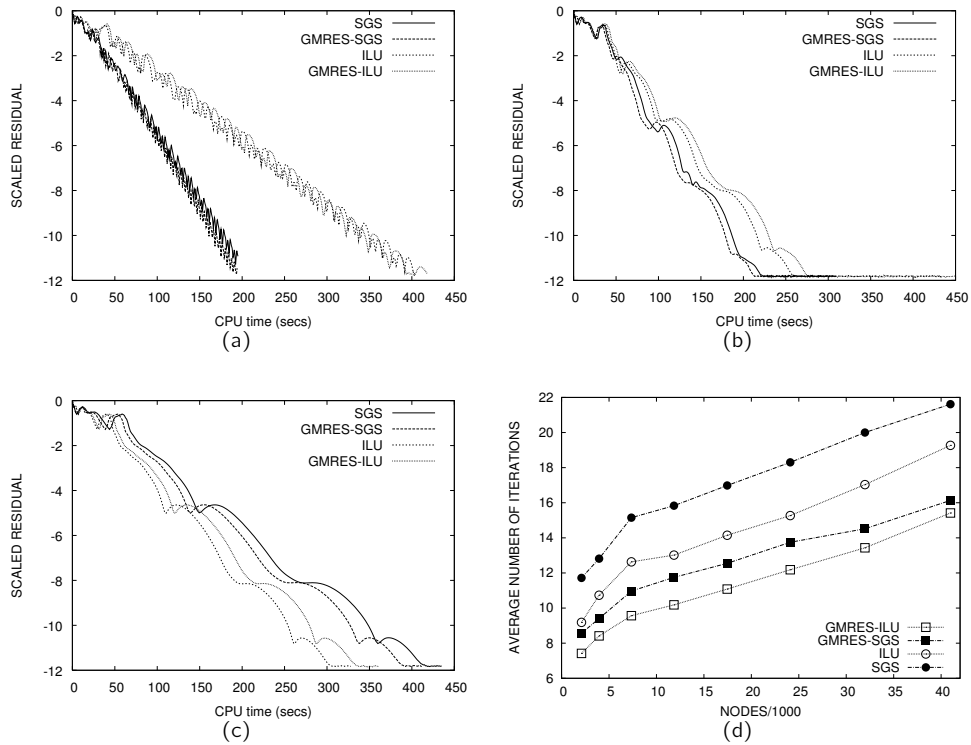 0
-2
-4
-6
-8
-10
-12
SCALED RESIDUAL
SGS
GMRES-SGS
ILU
GMRES-ILU
0 50 100 150 200 250 300 350 400 450
CPU time (secs)
(a)
0
-2
-4
-6
-8
-10
-12
SCALED RESIDUAL
SGS
GMRES-SGS
ILU
GMRES-ILU
0 50 100 150 200 250 300 350 400 450
CPU time (secs)
(b)
0
-2
-4
-6
-8
-10
-12
SCALED RESIDUAL
SGS
GMRES-SGS
ILU
GMRES-ILU
0 50 100 150 200 250 300 350 400 450
CPU time (secs)
(c)
22
20
18
16
14
12
10
8
6
AVERAGE NUMBER OF ITERATIONS
GMRES-ILU
GMRES-SGS
ILU
SGS
0 5 10 15 20 25 30 35 40
NODES/1000
(d)